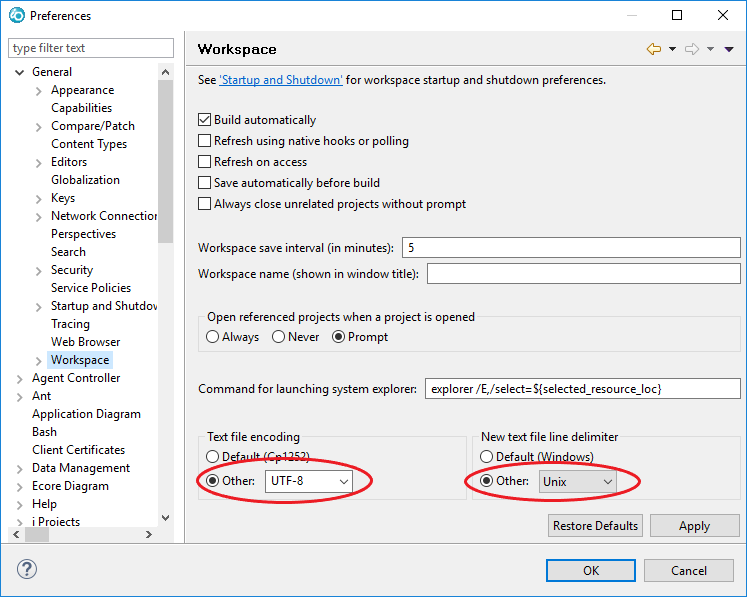 Preferences
type filter text
General
Appearance
Capabilities
Compare/Patch
Content Types
Editors
Globalization
Keys
Network Connection
Perspectives
Search
Security
Service Policies
Startup and Shutdow
Tracing
Web Browser
Workspace
Agent Controller
Ant
Application Diagram
Bash
Client Certificates
Data Management
Ecore Diagram
Help
i Projects
Workspace
See 'Startup and Shutdown' for workspace startup and shutdown preferences.
Build automatically
Refresh using native hooks or polling
Refresh on access
Save automatically before build
Always close unrelated projects without prompt
Workspace save interval (in minutes): 5
Workspace name (shown in window title):
Open referenced projects when a project is opened
Always Never Prompt
Command for launching system explorer: explorer /E,/select=${selected_resource_loc}
Text file encoding
Default (Cp1252)
Other: UTF-8
New text file line delimiter
Default (Windows)
Other: Unix
Restore Defaults Apply
? OK Cancel